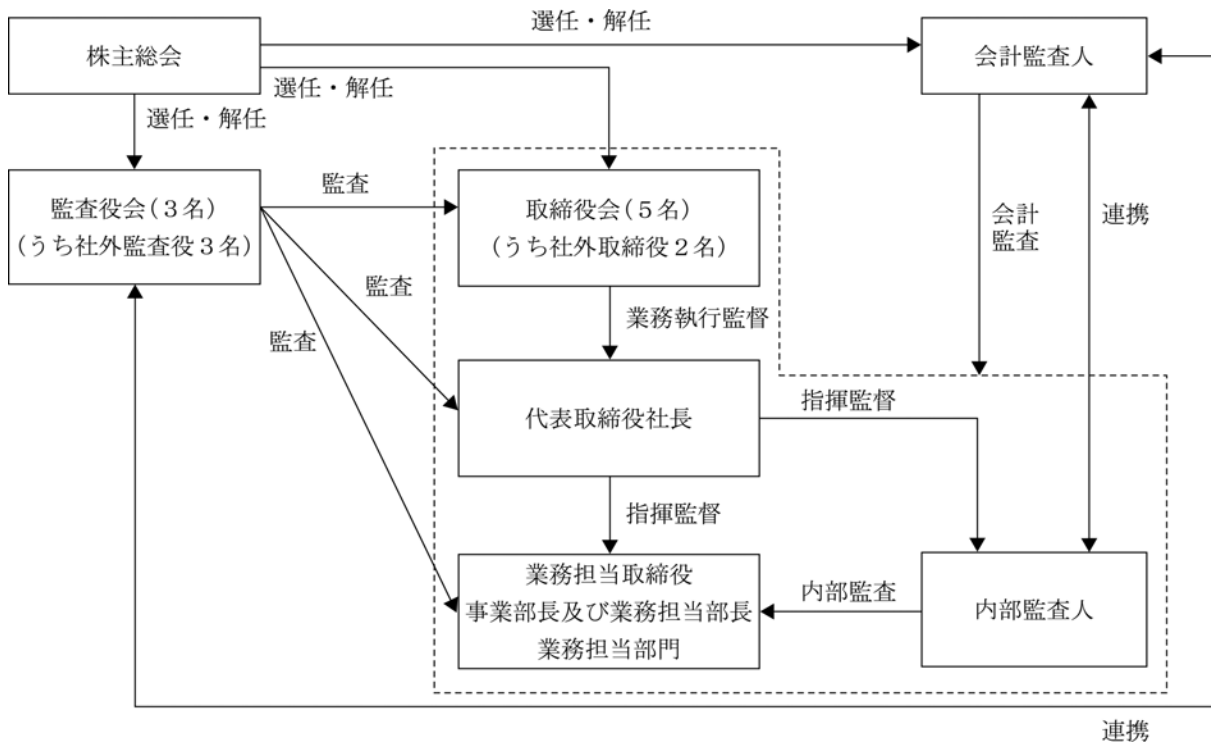 選任・解任
株主総会
会計監査人
選任・解任
選任・解任
監査役会(3名)
(うち社外監査役3名)
監査
取締役会(5名)
(うち社外取締役2名)
会計
監査
連携
監査
業務執行監督
監査
代表取締役社長
指揮監督
指揮監督
業務担当取締役
事業部長及び業務担当部長
業務担当部門
内部監査
内部監査人
連携